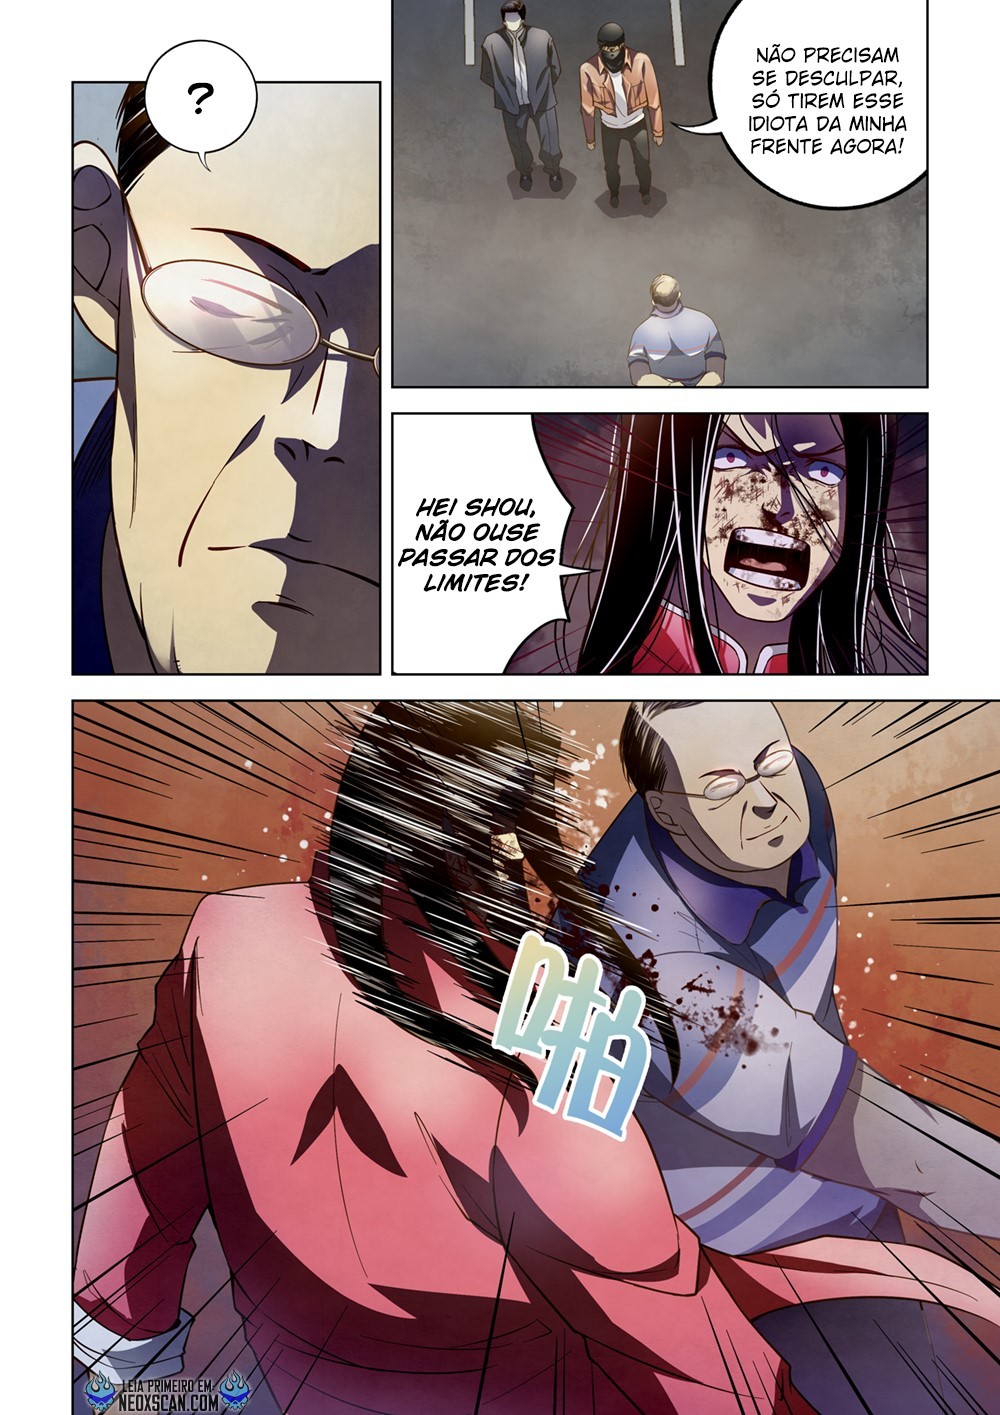 ?
NÃO PRECISAM
SE DESCULPAR,
SÓ TIREM ESSE
IDIOTA DA MINHA
FRENTE AGORA!
HEI SHOU,
NÃO OUSE
PASSAR DOS
LIMITES!
啪
LEIA PRIMEIRO EM
NEOXSCAN.COM